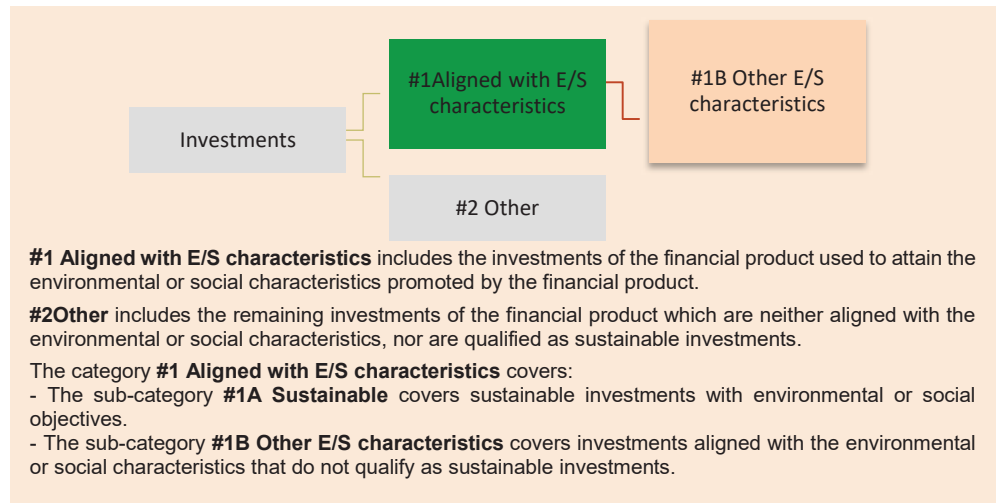 #1Aligned with E/S
characteristics
#1B Other E/S
characteristics
Investments
#2 Other
#1 Aligned with E/S characteristics includes the investments of the financial product used to attain the
environmental or social characteristics promoted by the financial product.
#2Other includes the remaining investments of the financial product which are neither aligned with the
environmental or social characteristics, nor are qualified as sustainable investments.
The category #1 Aligned with E/S characteristics covers:
- The sub-category #1A Sustainable covers sustainable investments with environmental or social
objectives.
- The sub-category #1B Other E/S characteristics covers investments aligned with the environmental
or social characteristics that do not qualify as sustainable investments.